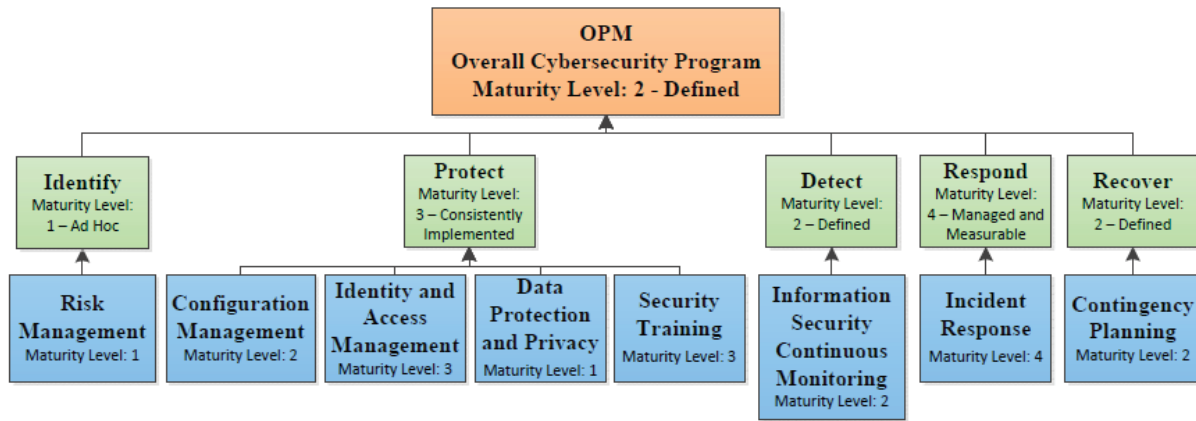 OPM
Overall Cybersecurity Program
Maturity Level: 2 - Defined
Identify
Maturity Level:
1 – Ad Hoc
Protect
Maturity Level:
3 – Consistently
Implemented
Detect
Maturity Level:
2 – Defined
Respond
Maturity Level:
4 – Managed and
Measurable
Recover
Maturity Level:
2 – Defined
Risk
Management
Maturity Level: 1
Configuration
Management
Maturity Level: 2
Identity and
Access
Management
Maturity Level: 3
Data
Protection
and Privacy
Maturity Level: 1
Security
Training
Maturity Level: 3
Information
Security
Continuous
Monitoring
Maturity Level: 2
Incident
Response
Maturity Level: 4
Contingency
Planning
Maturity Level: 2